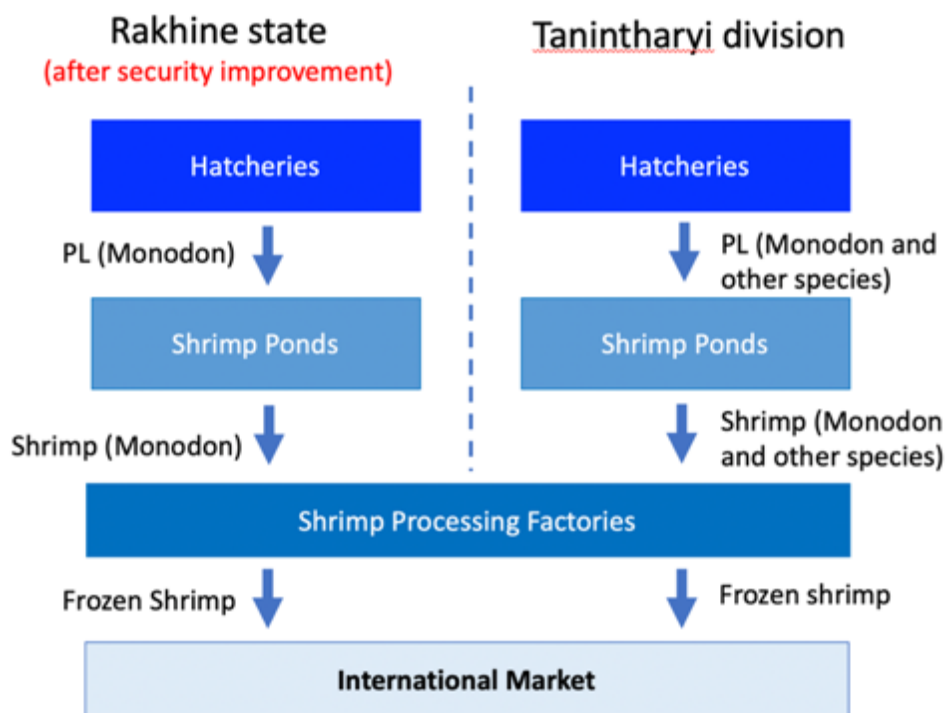 Rakhine state
(after security improvement)
Tanintharyi division
Hatcheries
Hatcheries
PL (Monodon)
PL (Monodon and
other species)
Shrimp Ponds
Shrimp Ponds
Shrimp (Monodon)
Shrimp (Monodon
and other species)
Shrimp Processing Factories
Frozen Shrimp
Frozen shrimp
International Market